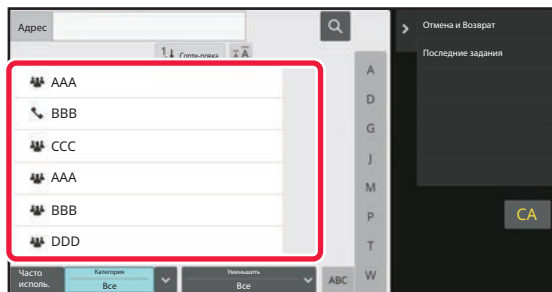 Адрес
Сорти-ровка
AAA
BBB
CCC
AAA
BBB
DDD
A
D
G
J
M
P
T
W
Часто
использ.
Категория
Все
Уменьшить
Все
ABC
Отмена и Возврат
Последние задания
CA